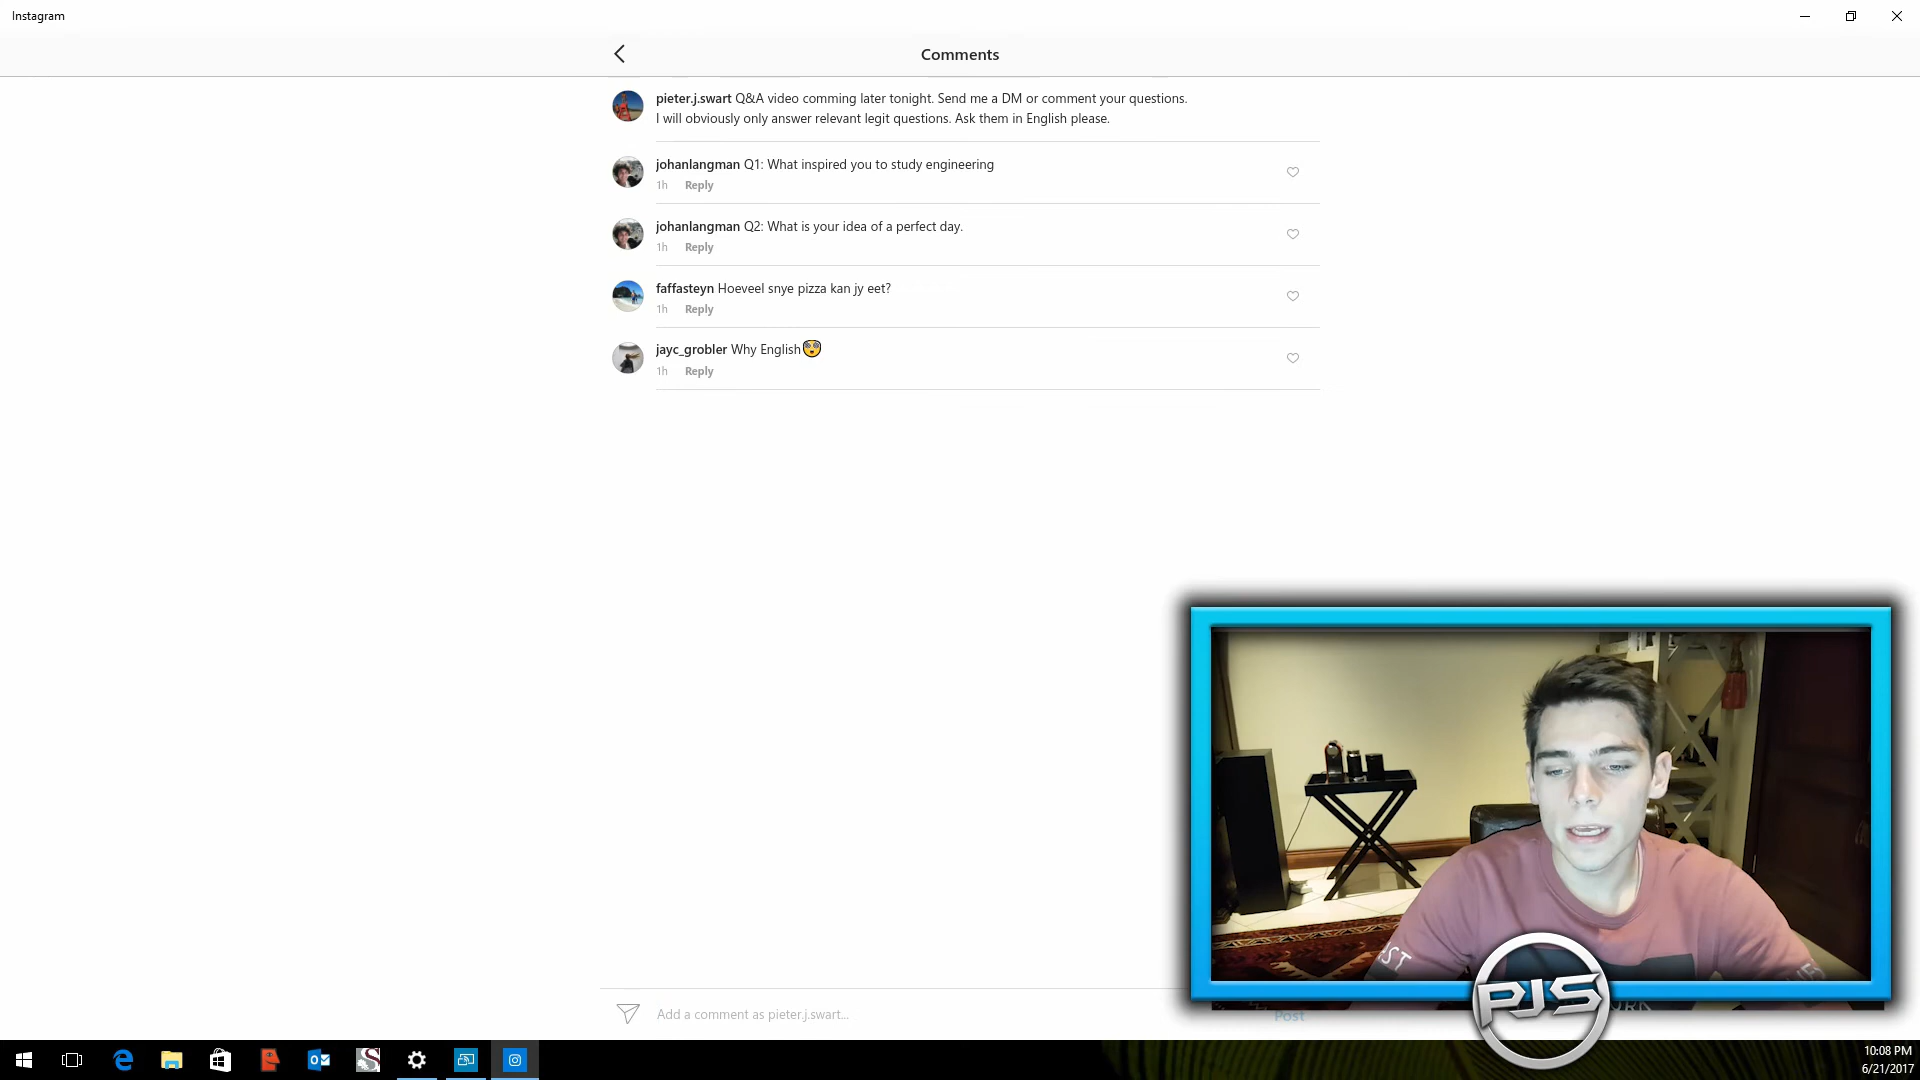 Instagram
Comments
pieter.j.swart Q&A video comming later tonight. Send me a DM or comment your questions.
I will obviously only answer relevant legit questions. Ask them in English please.
johanlangman Q1: What inspired you to study engineering
1h Reply
johanlangman Q2: What is your idea of a perfect day.
1h Reply
faffasteyn Hoeveel snye pizza kan jy eet?
1h Reply
jayc_grobler Why English
1h Reply
Add a comment as pieter.j.swart...
Post
PJS
10:08 PM
6/21/2017